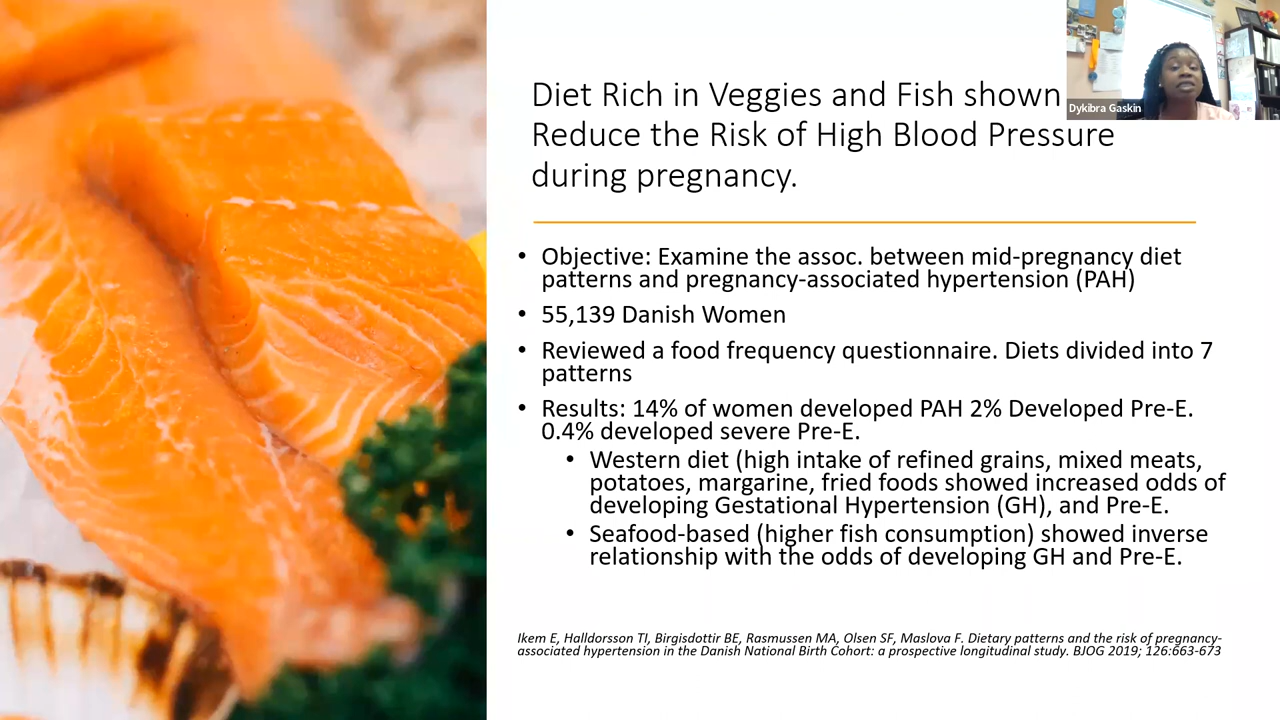 Diet Rich in Veggies and Fish shown
Dykibra Gaskin
Reduce the Risk of High Blood Pressure
during pregnancy.
• Objective: Examine the assoc. between mid-pregnancy diet
patterns and pregnancy-associated hypertension (PAH)
• 55,139 Danish Women
• Reviewed a food frequency questionnaire. Diets divided into 7
patterns
• Results: 14% of women developed PAH 2% Developed Pre-E.
0.4% developed severe Pre-E.
• Western diet (high intake of refined grains, mixed meats,
potatoes, margarine, fried foods showed increased odds of
developing Gestational Hypertension (GH), and Pre-E.
• Seafood-based (higher fish consumption) showed inverse
relationship with the odds of developing GH and Pre-E.
Ikem E, Halldorsson TI, Birgisdottir BE, Rasmussen MA, Olsen SF, Maslova F. Dietary patterns and the risk of pregnancy-
associated hypertension in the Danish National Birth Cohort: a prospective longitudinal study. BJOG 2019; 126:663-673